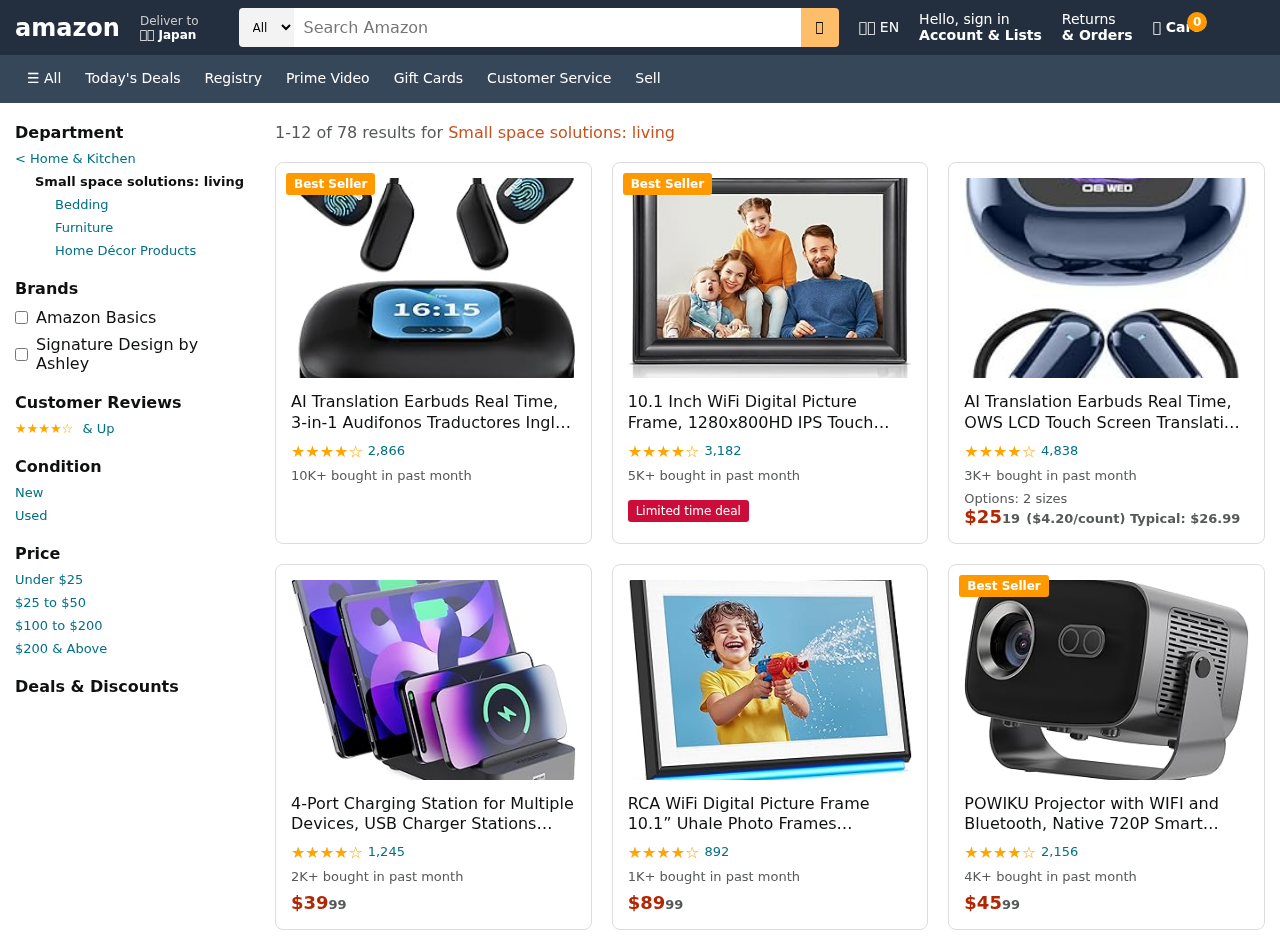 amazon
Deliver to
Japan
All
Search Amazon
EN
Hello, sign in
Account & Lists
Returns
& Orders
0
☰ All
Today's Deals
Registry
Prime Video
Gift Cards
Customer Service
Sell
Department
< Home & Kitchen
Small space solutions: living
Bedding
Furniture
Home Décor Products
Brands
Amazon Basics
Signature Design by
Ashley
Customer Reviews
★★★★☆ & Up
Condition
New
Used
Price
Under $25
$25 to $50
$100 to $200
$200 & Above
Deals & Discounts
1-12 of 78 results for Small space solutions: living
Best Seller
16:15
>>>>
AI Translation Earbuds Real Time,
3-in-1 Audifonos Traductores Ingl...
★★★★☆ 2,866
10K+ bought in past month
Best Seller
10.1 Inch WiFi Digital Picture
Frame, 1280x800HD IPS Touch...
★★★★☆ 3,182
5K+ bought in past month
Limited time deal
WED
AI Translation Earbuds Real Time,
OWS LCD Touch Screen Translati...
★★★★☆ 4,838
3K+ bought in past month
Options: 2 sizes
$25 19 ($4.20/count) Typical: $26.99
4-Port Charging Station for Multiple
Devices, USB Charger Stations...
★★★★☆ 1,245
2K+ bought in past month
$39 99
RCA WiFi Digital Picture Frame
10.1” Uhale Photo Frames...
★★★★☆ 892
1K+ bought in past month
$89 99
Best Seller
POWIKU Projector with WIFI and
Bluetooth, Native 720P Smart...
★★★★☆ 2,156
4K+ bought in past month
$45 99